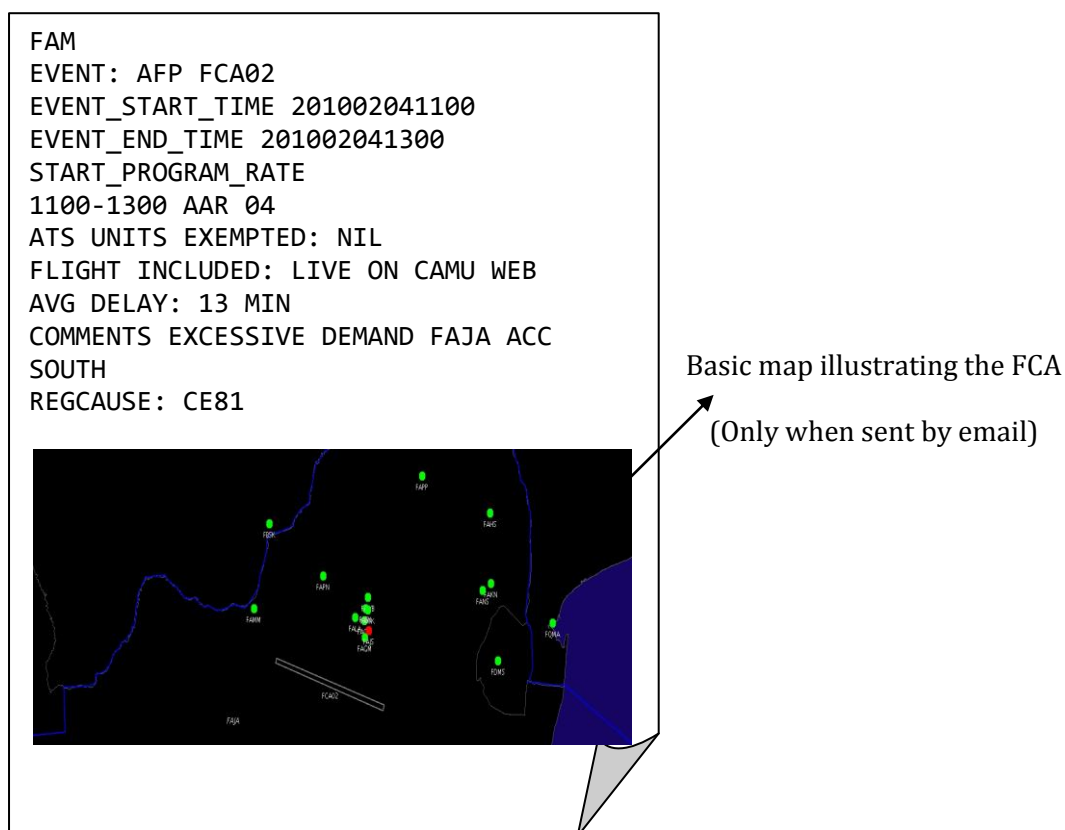 FAM
EVENT: AFP FCA02
EVENT_START_TIME 201002041100
EVENT_END_TIME 201002041300
START_PROGRAM_RATE
1100-1300 AAR 04
ATS UNITS EXEMPTED: NIL
FLIGHT INCLUDED: LIVE ON CAMU WEB
AVG DELAY: 13 MIN
COMMENTS EXCESSIVE DEMAND FAJA ACC
SOUTH
REGCAUSE: CE81
Basic map illustrating the FCA
(Only when sent by email)
FAPP
FAHS
FBSK
FAPN
FANS
FAMM
FQMA
FAGM
FDMS
FCA02
FAJA